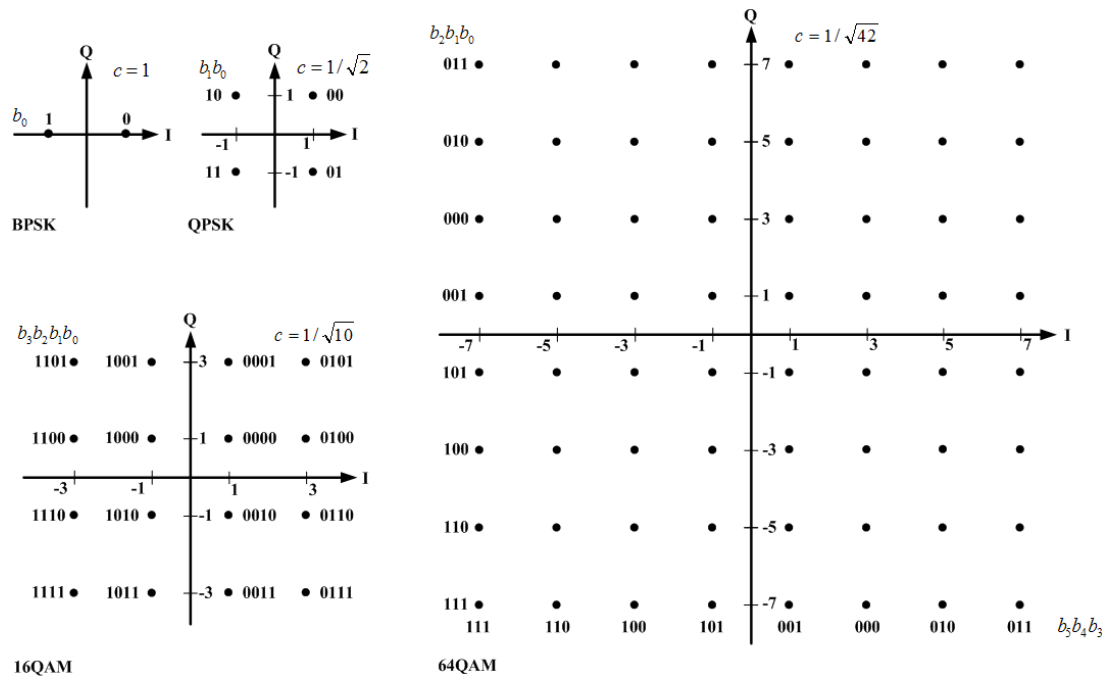 Q
c = 1
b₀ 1 0 I
BPSK
Q
b₁b₀ c = 1/√2
10 1 00
-1 1 I
11 -1 01
QPSK
Q
b₃b₂b₁b₀ c = 1/√10
1101 1001 3 0001 0101
1100 1000 1 0000 0100
-3 -1 1 3 I
1110 1010 -1 0010 0110
1111 1011 -3 0011 0111
16QAM
Q
b₂b₁b₀ c = 1/√42
011 7
010 5
000 3
001 1
-7 -5 -3 -1 1 3 5 7 I
101 -1
100 -3
110 -5
111 -7
111 110 100 101 001 000 010 011 b₅b₄b₃
64QAM